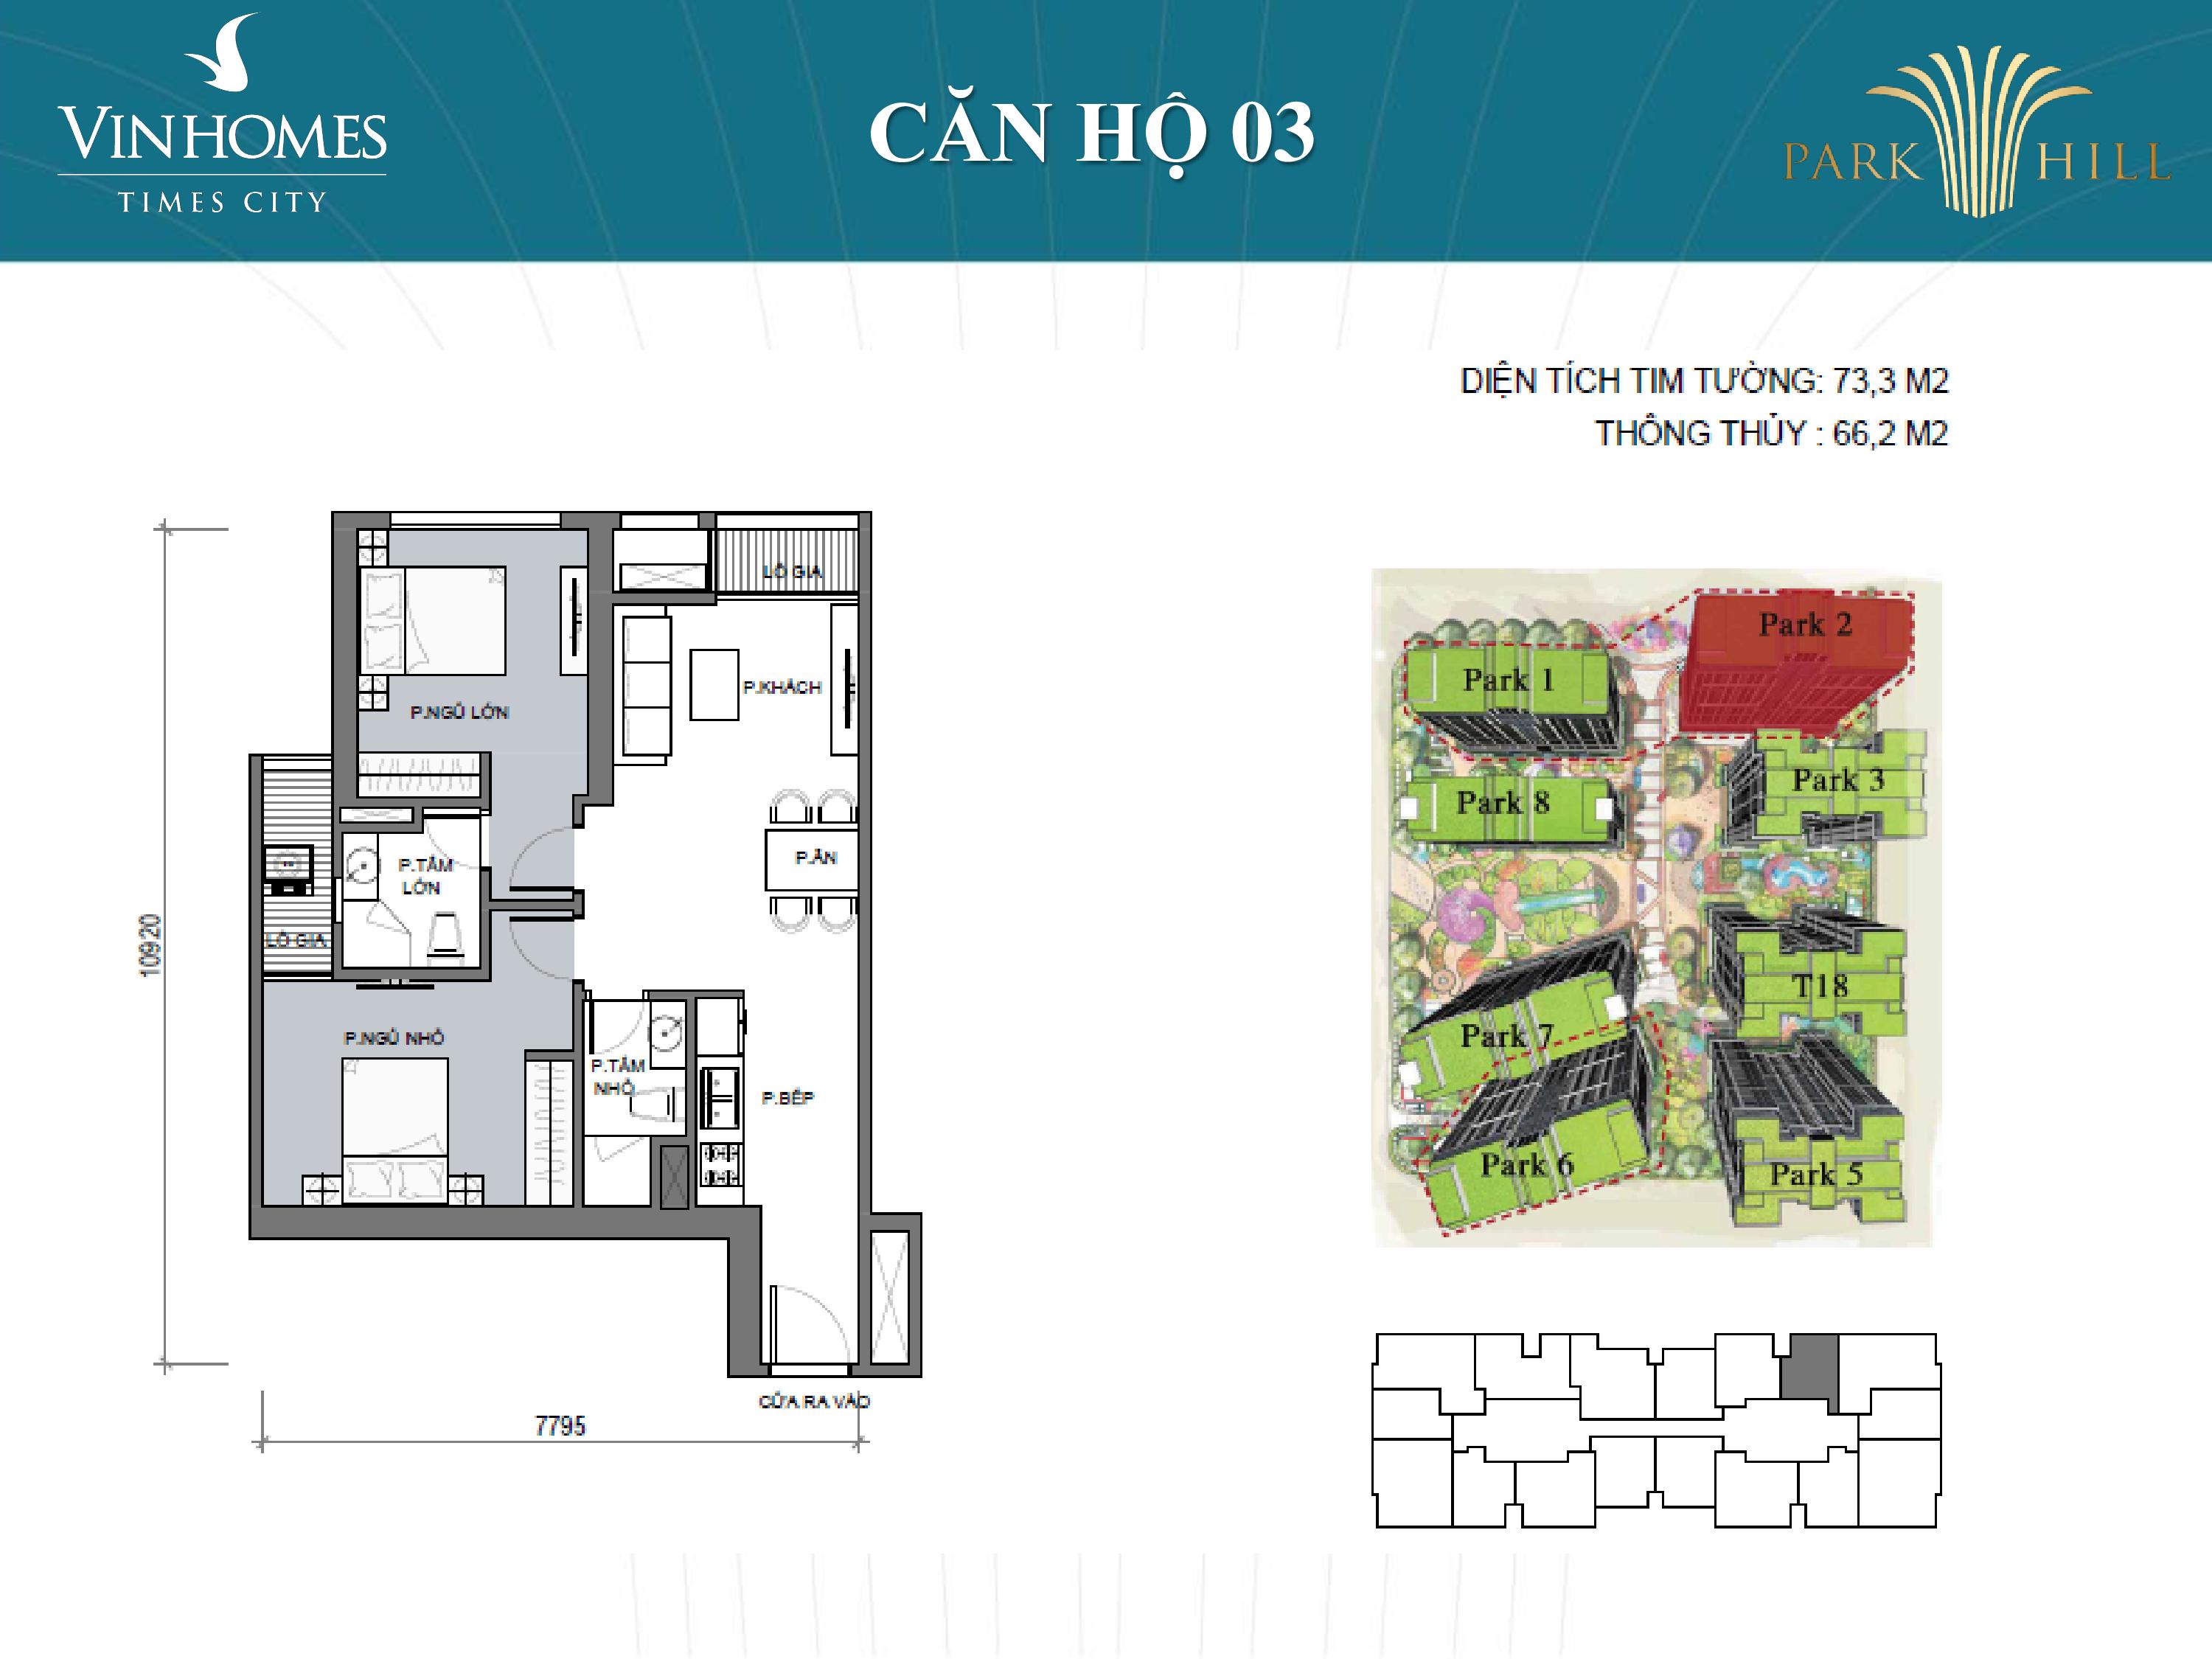 VINHOMES
TIMES CITY
CĂN HỘ 03
PARK HILL
DIỆN TÍCH TIM TƯỜNG: 73,3 M2
THÔNG THỦY : 66,2 M2
LÔ GIA
P.KHÁCH
P.NGỦ LỚN
P.ĂN
P.TẮM
LỚN
LÔ GIA
10920
P.NGỦ NHỎ
P.TẮM
NHỎ
P.BẾP
CỬA RA VÀO
7795
Park 2
Park 1
Park 3
Park 8
T18
Park 7
Park 6
Park 5